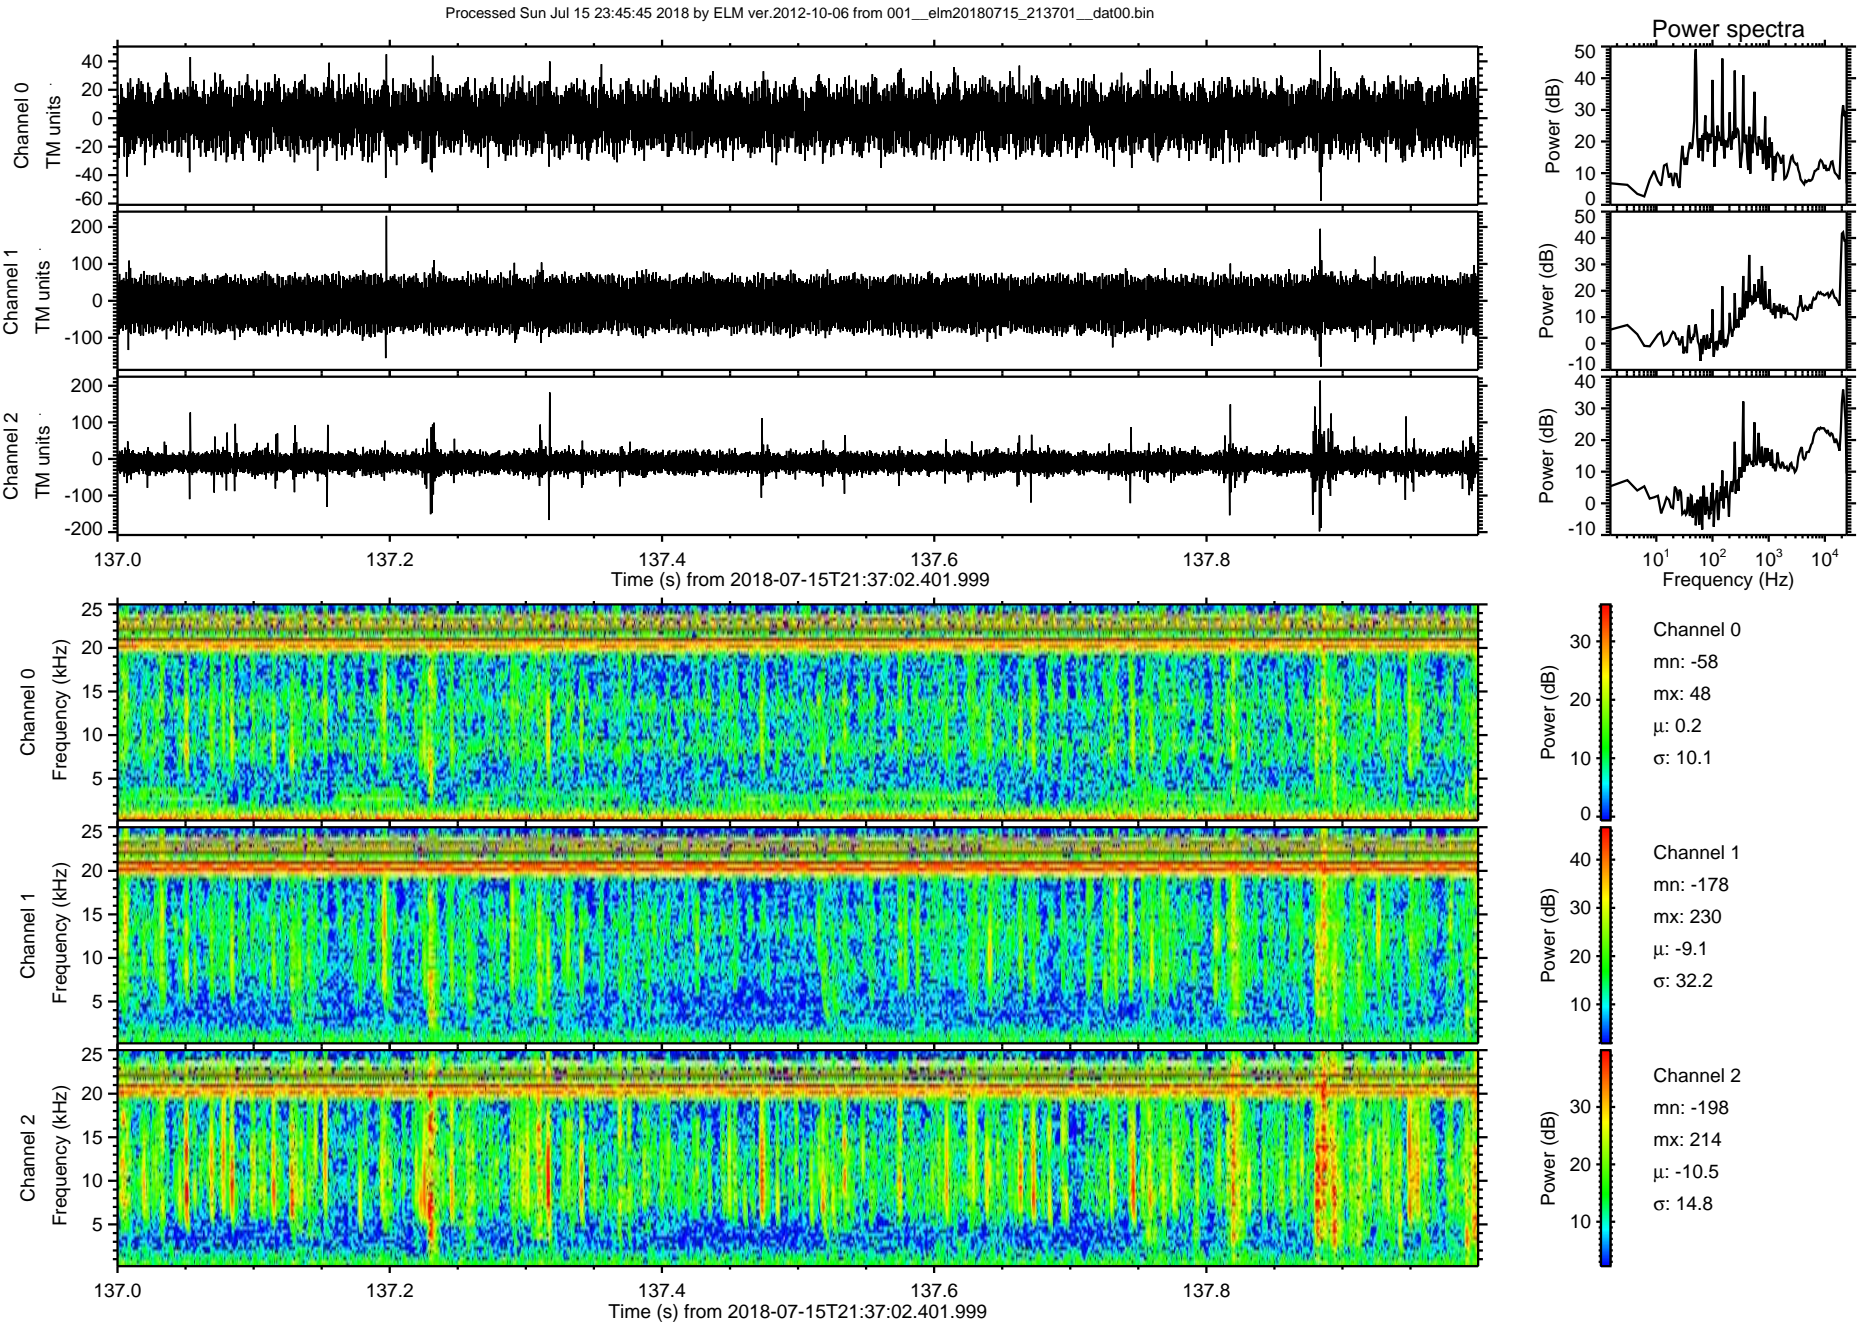 Processed Sun Jul 15 23:45:45 2018 by ELM ver.2012-10-06 from 001__elm20180715_213701__dat00.bin
Power spectra
Channel 0
TM units
40
20
0
-20
-40
-60
Power (dB)
50
40
30
20
10
0
Channel 1
TM units
200
100
0
-100
Power (dB)
50
40
30
20
10
0
-10
Channel 2
TM units
200
100
0
-100
-200
Power (dB)
40
30
20
10
0
-10
137.0 137.2 137.4 137.6 137.8
Time (s) from 2018-07-15T21:37:02.401.999
10^1 10^2 10^3 10^4
Frequency (Hz)
Channel 0
Frequency (kHz)
25
20
15
10
5
Power (dB)
30
20
10
0
Channel 0
mn: -58
mx: 48
µ: 0.2
σ: 10.1
Channel 1
Frequency (kHz)
25
20
15
10
5
Power (dB)
40
30
20
10
Channel 1
mn: -178
mx: 230
µ: -9.1
σ: 32.2
Channel 2
Frequency (kHz)
25
20
15
10
5
Power (dB)
30
20
10
Channel 2
mn: -198
mx: 214
µ: -10.5
σ: 14.8
137.0 137.2 137.4 137.6 137.8
Time (s) from 2018-07-15T21:37:02.401.999